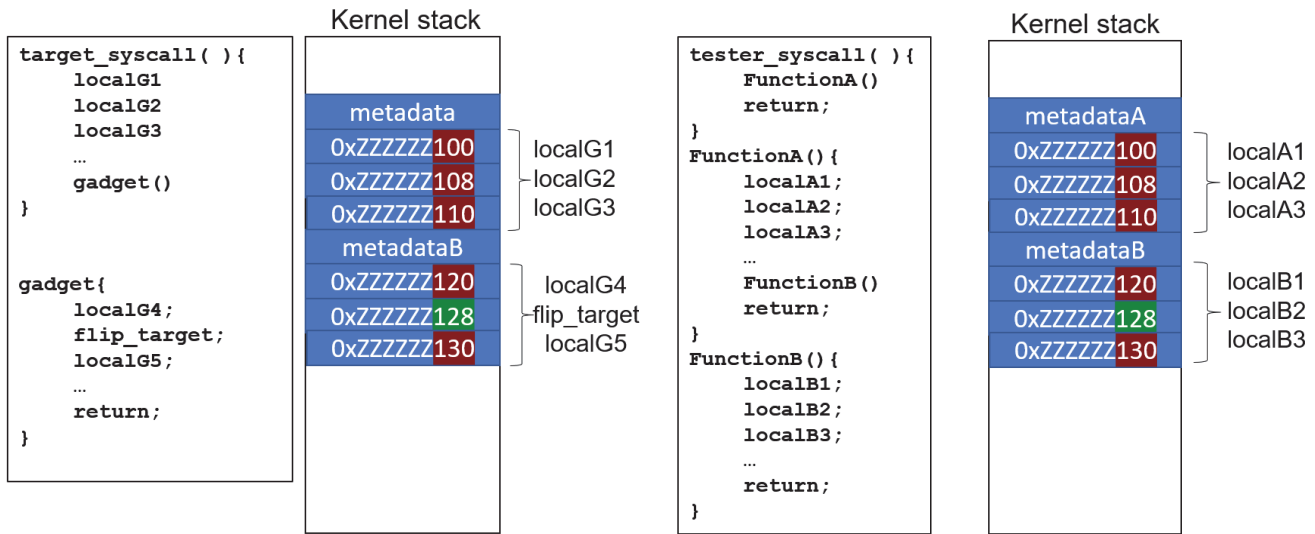 Kernel stack
target_syscall( ){
localG1
localG2
localG3
…
gadget()
}
gadget{
localG4;
flip_target;
localG5;
…
return;
}
metadata
0xZZZZZZ100
0xZZZZZZ108
0xZZZZZZ110
metadataB
0xZZZZZZ120
0xZZZZZZ128
0xZZZZZZ130
localG1
localG2
localG3
localG4
flip_target
localG5
Kernel stack
tester_syscall( ){
FunctionA()
return;
}
FunctionA(){
localA1;
localA2;
localA3;
…
FunctionB()
return;
}
FunctionB(){
localB1;
localB2;
localB3;
…
return;
}
metadataA
0xZZZZZZ100
0xZZZZZZ108
0xZZZZZZ110
metadataB
0xZZZZZZ120
0xZZZZZZ128
0xZZZZZZ130
localA1
localA2
localA3
localB1
localB2
localB3